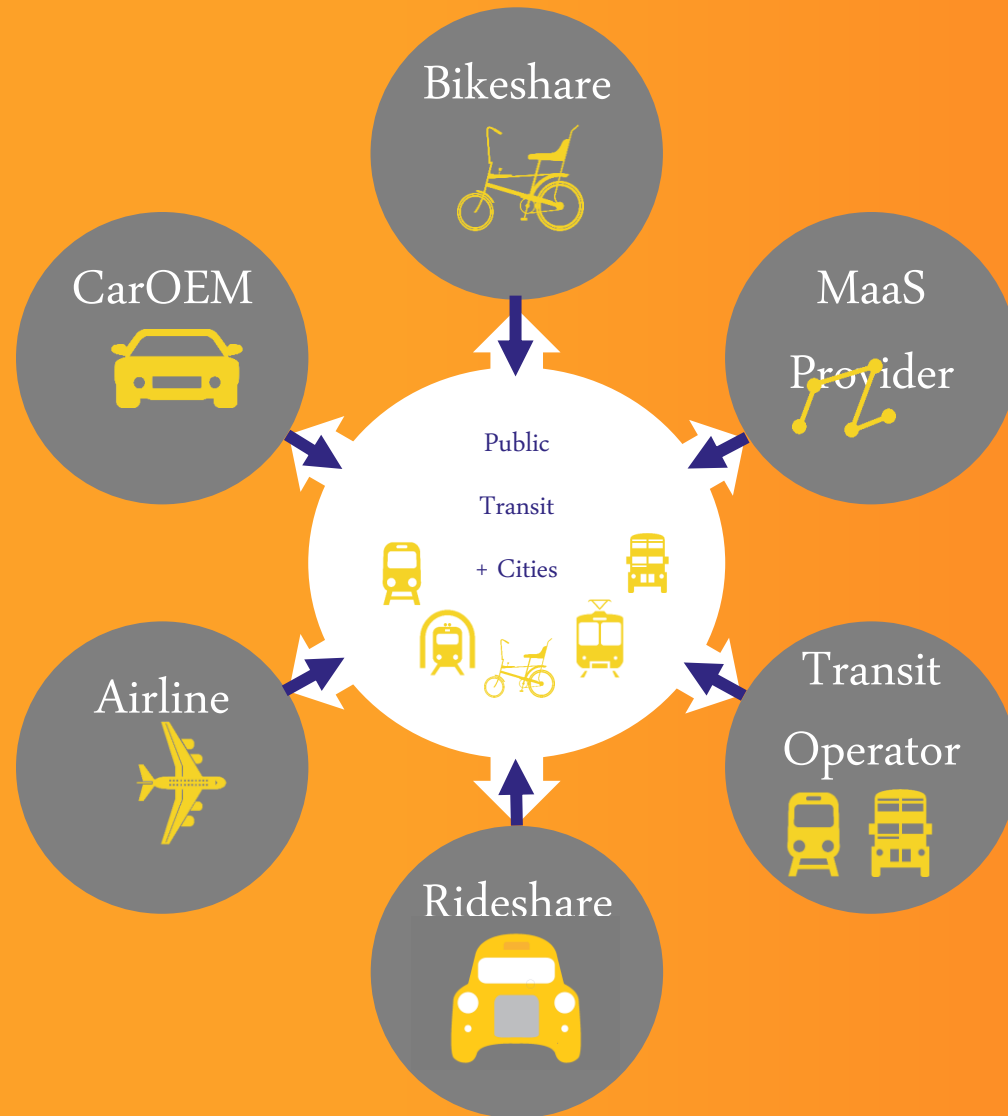 Bikeshare
CarOEM
MaaS
Provider
Public
Transit
+ Cities
Airline
Transit
Operator
Rideshare